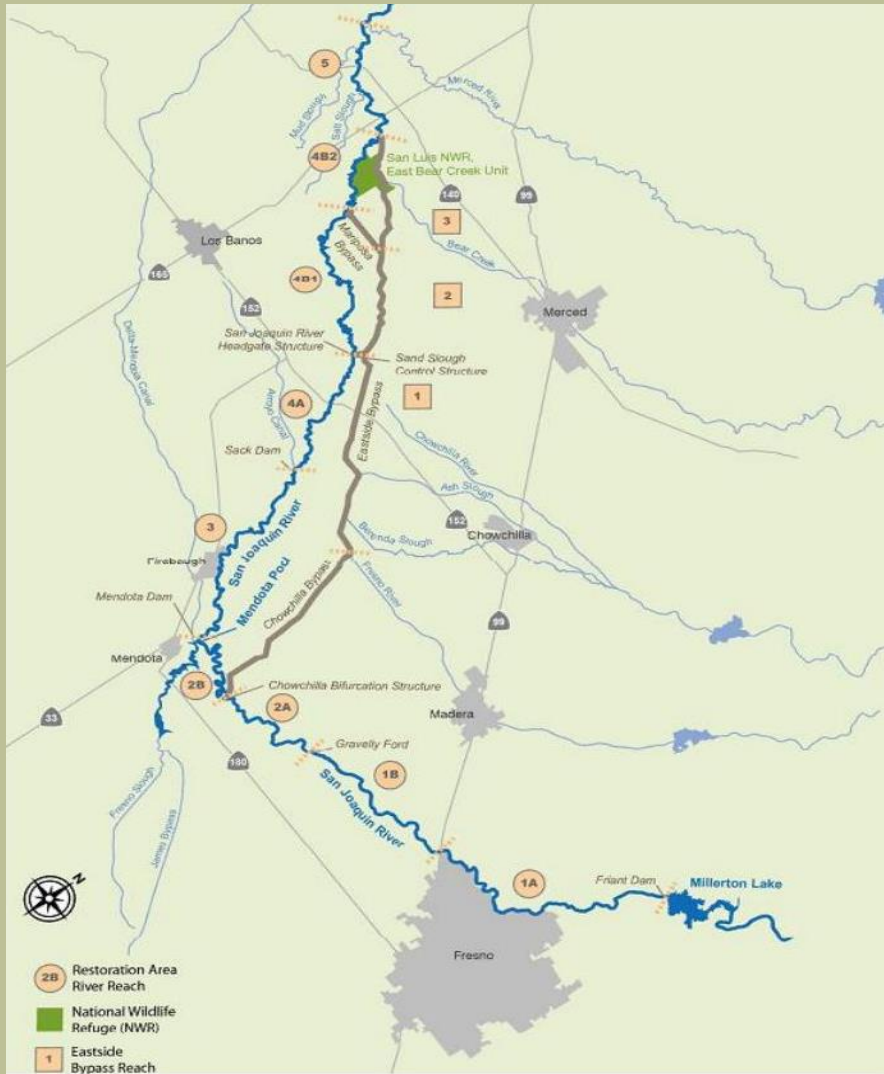 5
Mud Slough
Salt Slough
Merced River
4B2
San Luis NWR,
East Bear Creek Unit
140
99
3
Los Banos
Mariposa
Bypass
Bear Creek
165
4B1
2
152
Merced
San Joaquin River
Headgate Structure
Sand Slough
Control Structure
Delta-Mendota Canal
4A
Arroyo Canal
1
Eastside Bypass
Sack Dam
Chowchilla River
Ash Slough
3
152
Berenda Slough
Chowchilla
Firebaugh
San Joaquin River
Mendota Pool
Chowchilla Bypass
Fresno River
Mendota Dam
99
Mendota
2B
Chowchilla Bifurcation Structure
33
2A
Madera
Gravelly Ford
180
1B
Fresno Slough
San Joaquin River
James Bypass
N
1A
Friant Dam
Millerton Lake
Fresno
2B
Restoration Area
River Reach
National Wildlife
Refuge (NWR)
1
Eastside
Bypass Reach